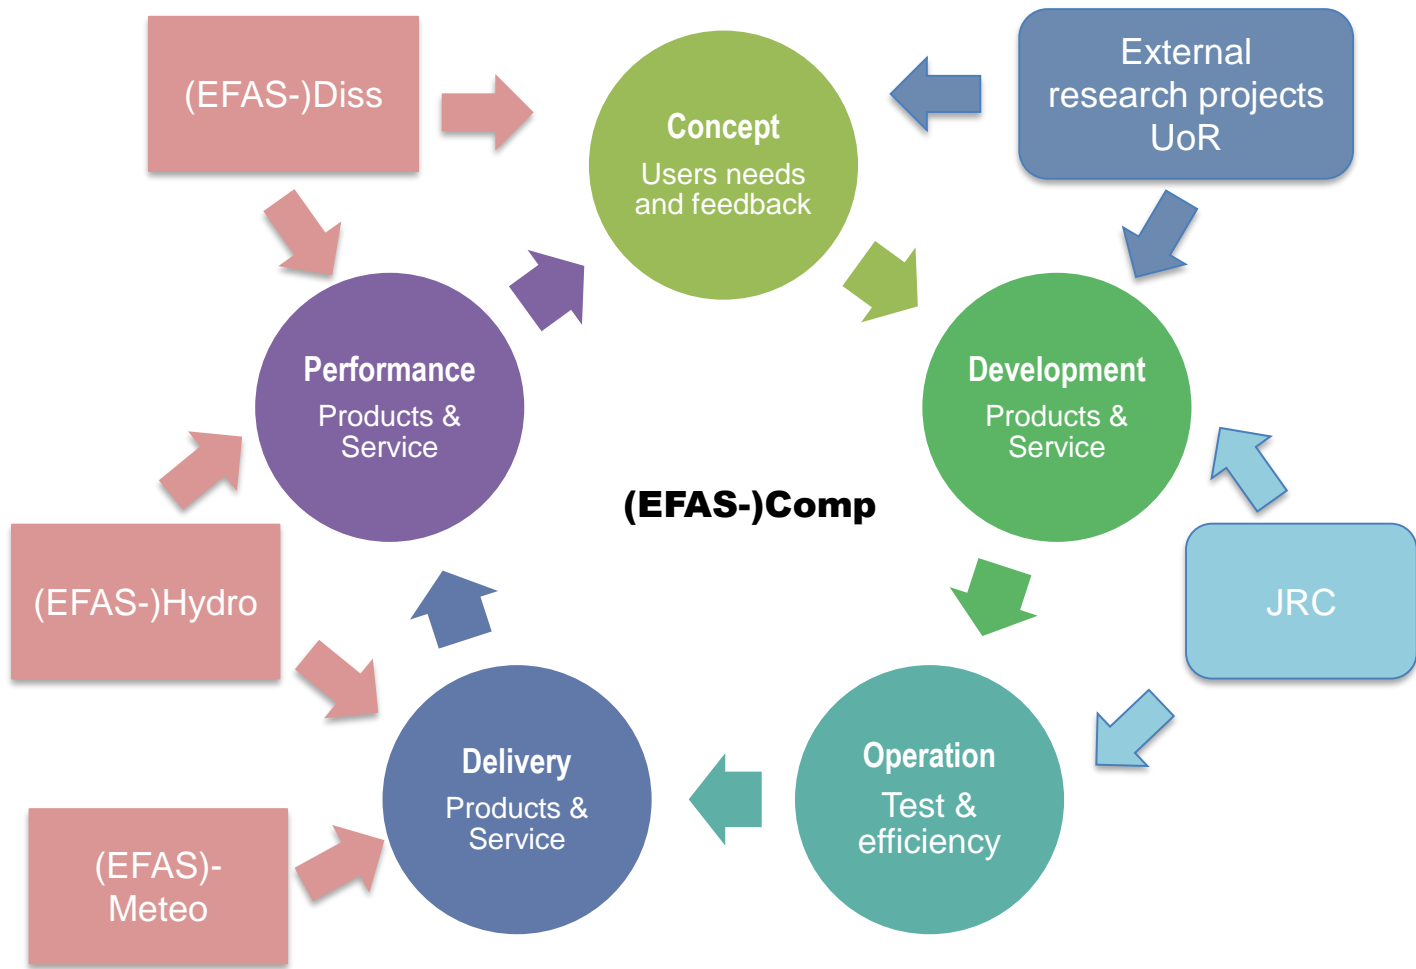 (EFAS-)Diss
Concept
Users needs
and feedback
External
research projects
UoR
Performance
Products &
Service
Development
Products &
Service
(EFAS-)Comp
(EFAS-)Hydro
JRC
Delivery
Products &
Service
Operation
Test &
efficiency
(EFAS)-
Meteo